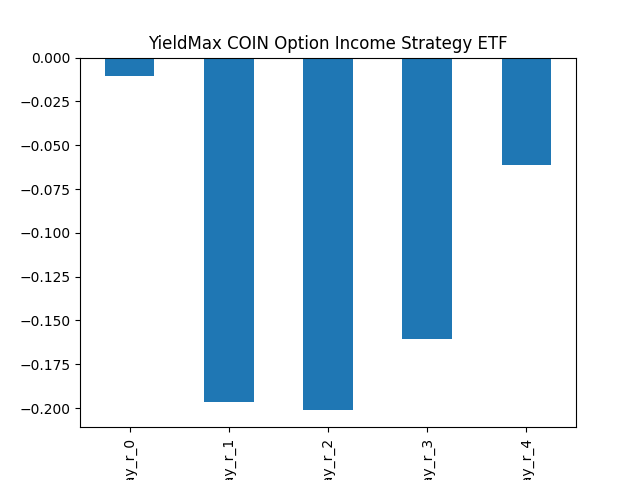 YieldMax COIN Option Income Strategy ETF
0.000
−0.025
−0.050
−0.075
−0.100
−0.125
−0.150
−0.175
−0.200
ay_r_0
ay_r_1
ay_r_2
ay_r_3
ay_r_4